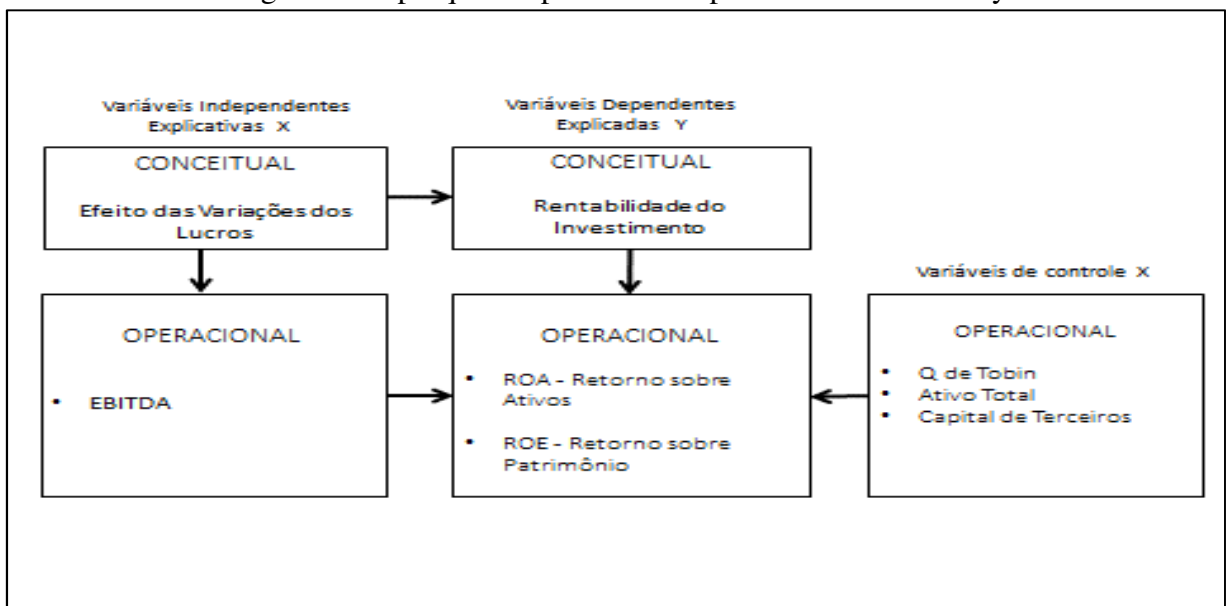 Variáveis Independentes
Explicativas X
Variáveis Dependentes
Explicadas Y
CONCEITUAL
Efeito das Variações dos
Lucros
CONCEITUAL
Rentabilidade do
Investimento
Variáveis de controle X
OPERACIONAL
• EBITDA
OPERACIONAL
• ROA - Retorno sobre
Ativos
• ROE - Retorno sobre
Patrimônio
OPERACIONAL
• Q de Tobin
• Ativo Total
• Capital de Terceiros